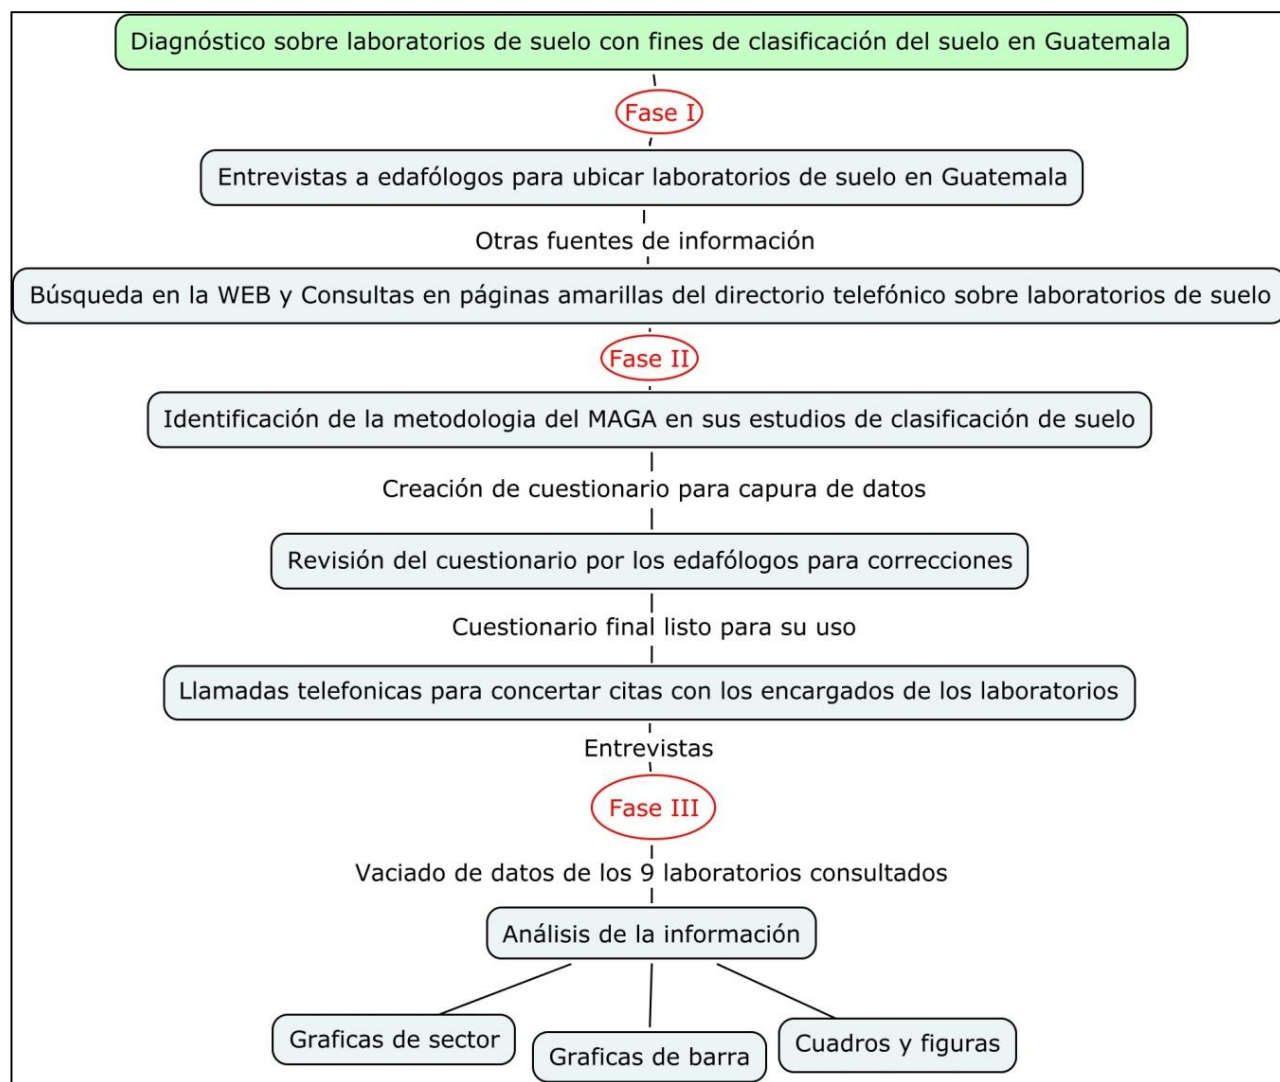 Diagnóstico sobre laboratorios de suelo con fines de clasificación del suelo en Guatemala
Fase I
Entrevistas a edafólogos para ubicar laboratorios de suelo en Guatemala
Otras fuentes de información
Búsqueda en la WEB y Consultas en páginas amarillas del directorio telefónico sobre laboratorios de suelo
Fase II
Identificación de la metodologia del MAGA en sus estudios de clasificación de suelo
Creación de cuestionario para capura de datos
Revisión del cuestionario por los edafólogos para correcciones
Cuestionario final listo para su uso
Llamadas telefonicas para concertar citas con los encargados de los laboratorios
Entrevistas
Fase III
Vaciado de datos de los 9 laboratorios consultados
Análisis de la información
Graficas de sector
Graficas de barra
Cuadros y figuras